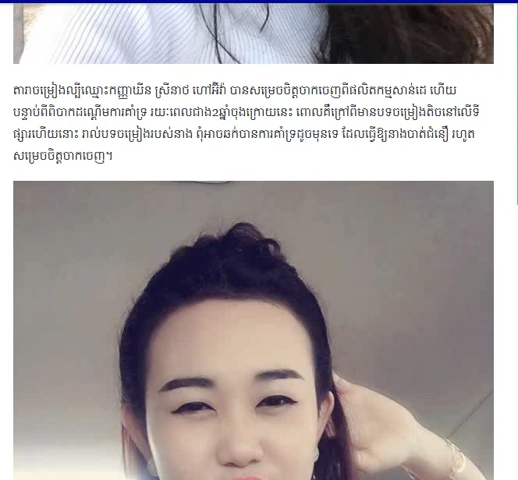 តារាចម្រៀងល្បីឈ្មោះកញ្ញាឃីន ស្រីនាថ ហៅអ៊ីរ៉ា បានសម្រេចចិត្តចាកចេញពីផលិតកម្មសាន់ដេ ហើយ
បន្ទាប់ពីពិបាកដណ្តើមការគាំទ្រ រយៈពេលជាង2ឆ្នាំចុងក្រោយនេះ ពោលគឺក្រៅពីមានបទចម្រៀងតិចនៅលើទី
ផ្សារហើយនោះ រាល់បទចម្រៀងរបស់នាង ពុំអាចឆក់បានការគាំទ្រដូចមុនទេ ដែលធ្វើឱ្យនាងបាត់ជំនឿ រហូត
សម្រេចចិត្តចាកចេញ។